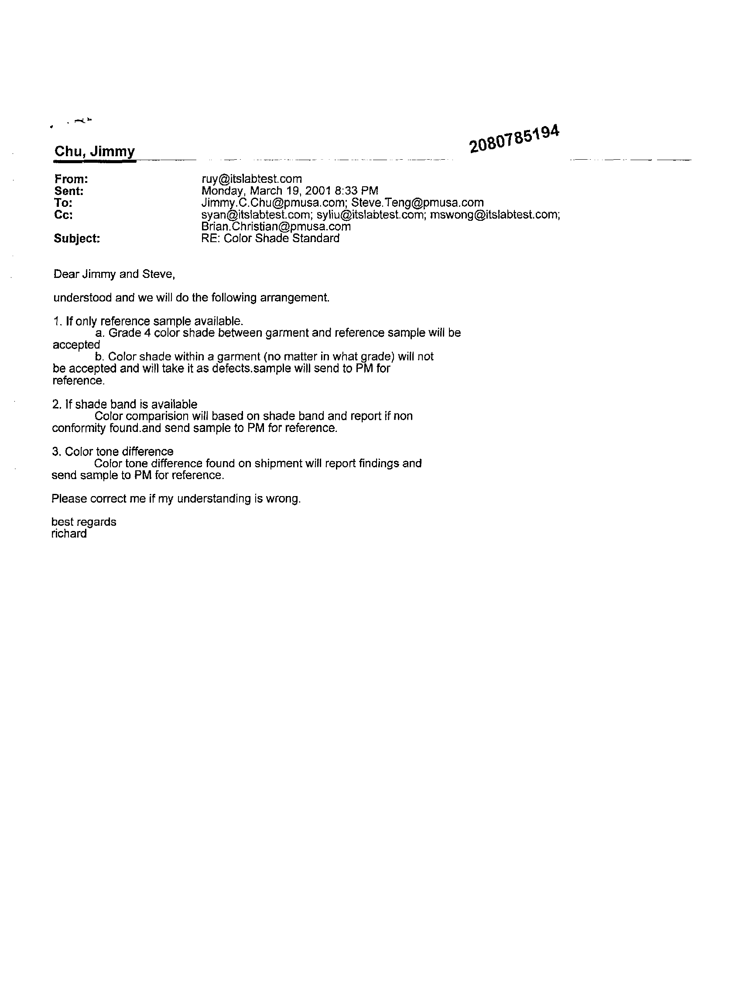 2080785194
Chu, Jimmy
From: ruy@itslabtest.com
Sent: Monday, March 19, 2001 8:33 PM
To: Jimmy.C.Chu@pmusa.com; Steve.Teng@pmusa.com
Cc: syan@itslabtest.com; syliu@itslabtest.com; mswong@itslabtest.com;
Brian.Christian@pmusa.com
Subject: RE: Color Shade Standard
Dear Jimmy and Steve,
understood and we will do the following arrangement.
1. If only reference sample available.
a. Grade 4 color shade between garment and reference sample will be
accepted
b. Color shade within a garment (no matter in what grade) will not
be accepted and will take it as defects.sample will send to PM for
reference.
2. If shade band is available
Color comparision will based on shade band and report if non
conformity found.and send sample to PM for reference.
3. Color tone difference
Color tone difference found on shipment will report findings and
send sample to PM for reference.
Please correct me if my understanding is wrong.
best regards
richard